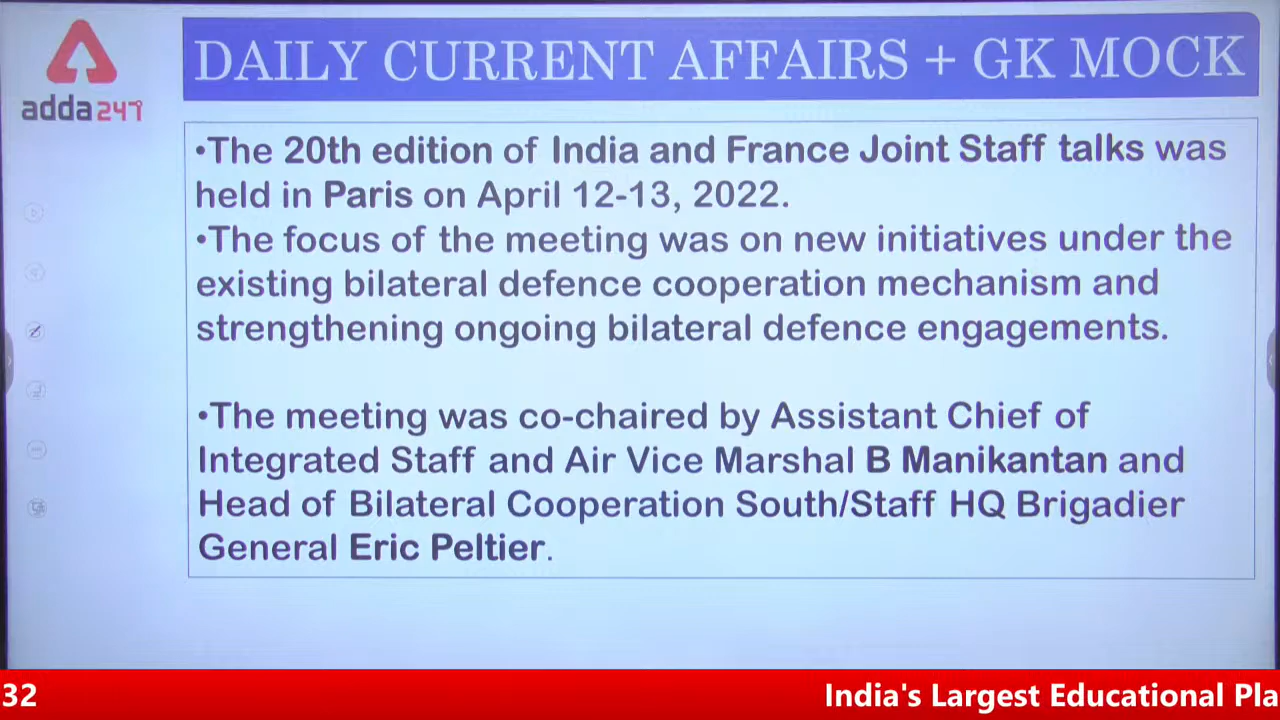 DAILY CURRENT AFFAIRS + GK MOCK
adda247
•The 20th edition of India and France Joint Staff talks was
held in Paris on April 12-13, 2022.
•The focus of the meeting was on new initiatives under the
existing bilateral defence cooperation mechanism and
strengthening ongoing bilateral defence engagements.
•The meeting was co-chaired by Assistant Chief of
Integrated Staff and Air Vice Marshal B Manikantan and
Head of Bilateral Cooperation South/Staff HQ Brigadier
General Eric Peltier.
32
India's Largest Educational Pla